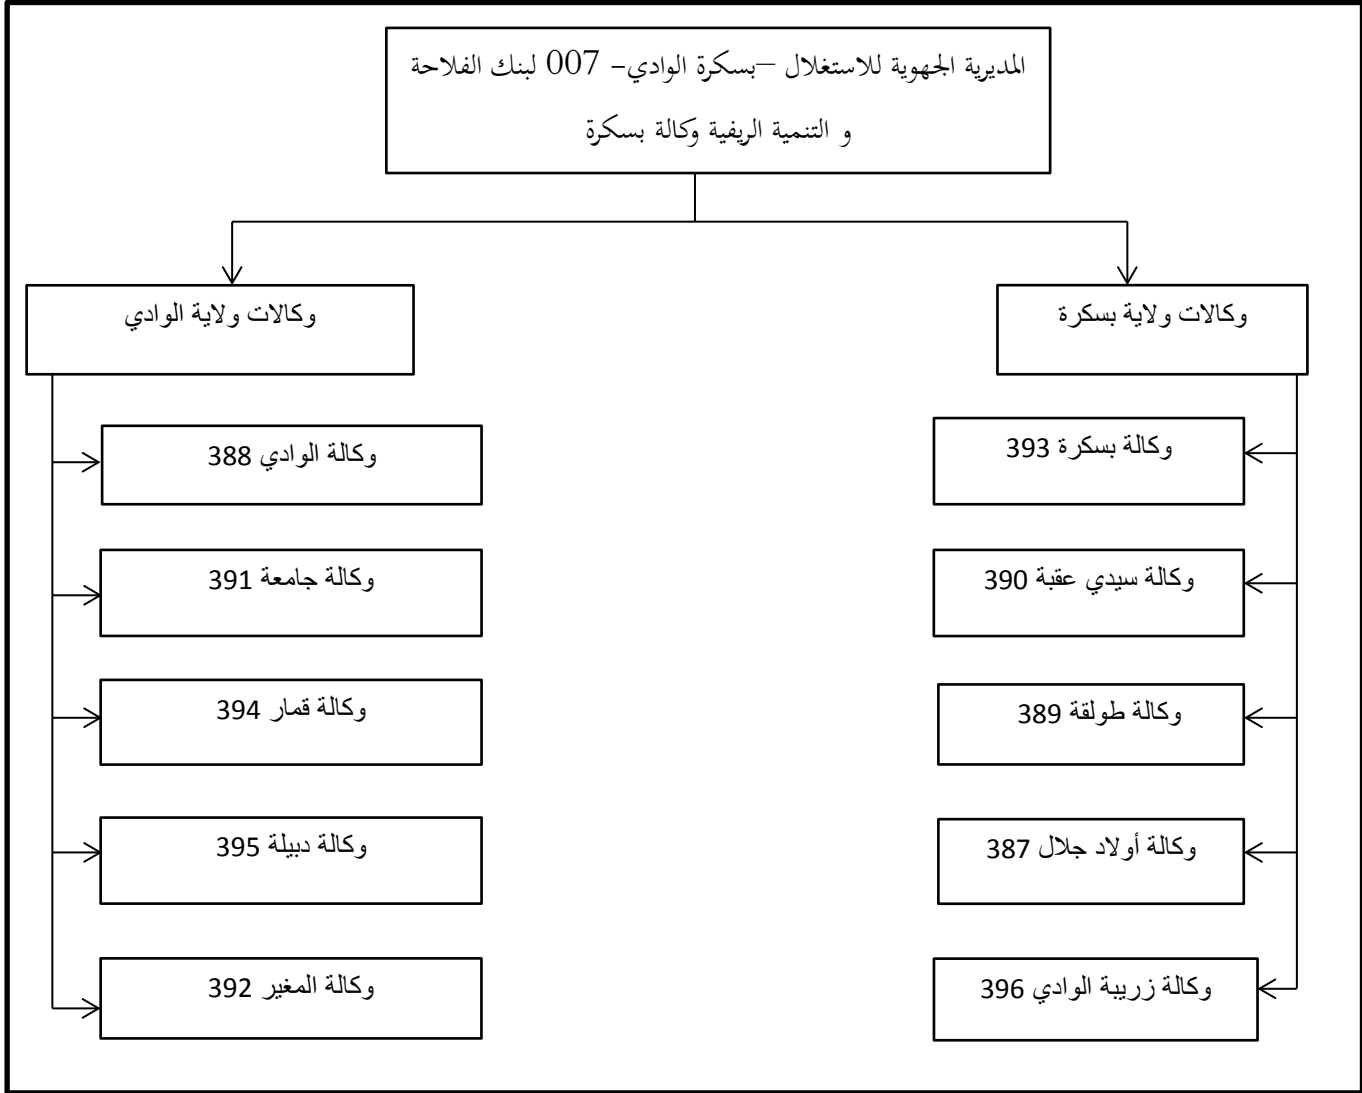 المديرية الجهوية للاستغلال –بسكرة الوادي- 007 لبنك الفلاحة
و التنمية الريفية وكالة بسكرة
وكالات ولاية بسكرة
وكالات ولاية الوادي
وكالة بسكرة 393
وكالة سيدي عقبة 390
وكالة طولقة 389
وكالة أولاد جلال 387
وكالة زريبة الوادي 396
وكالة الوادي 388
وكالة جامعة 391
وكالة قمار 394
وكالة دبيلة 395
وكالة المغير 392